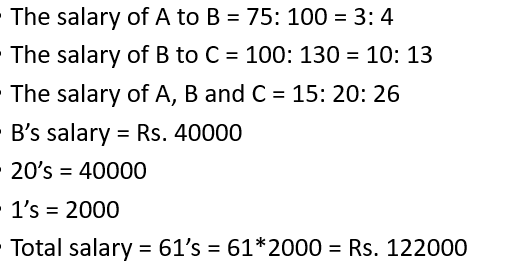 • The salary of A to B = 75: 100 = 3: 4
• The salary of B to C = 100: 130 = 10: 13
• The salary of A, B and C = 15: 20: 26
• B’s salary = Rs. 40000
• 20’s = 40000
• 1’s = 2000
• Total salary = 61’s = 61*2000 = Rs. 122000